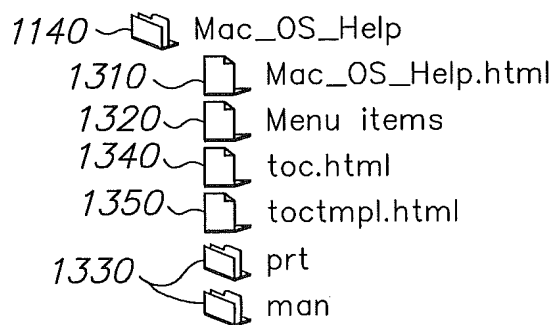 1140 Mac_OS_Help
1310 Mac_OS_Help.html
1320 Menu items
1340 toc.html
1350 toctmpl.html
1330 prt
man